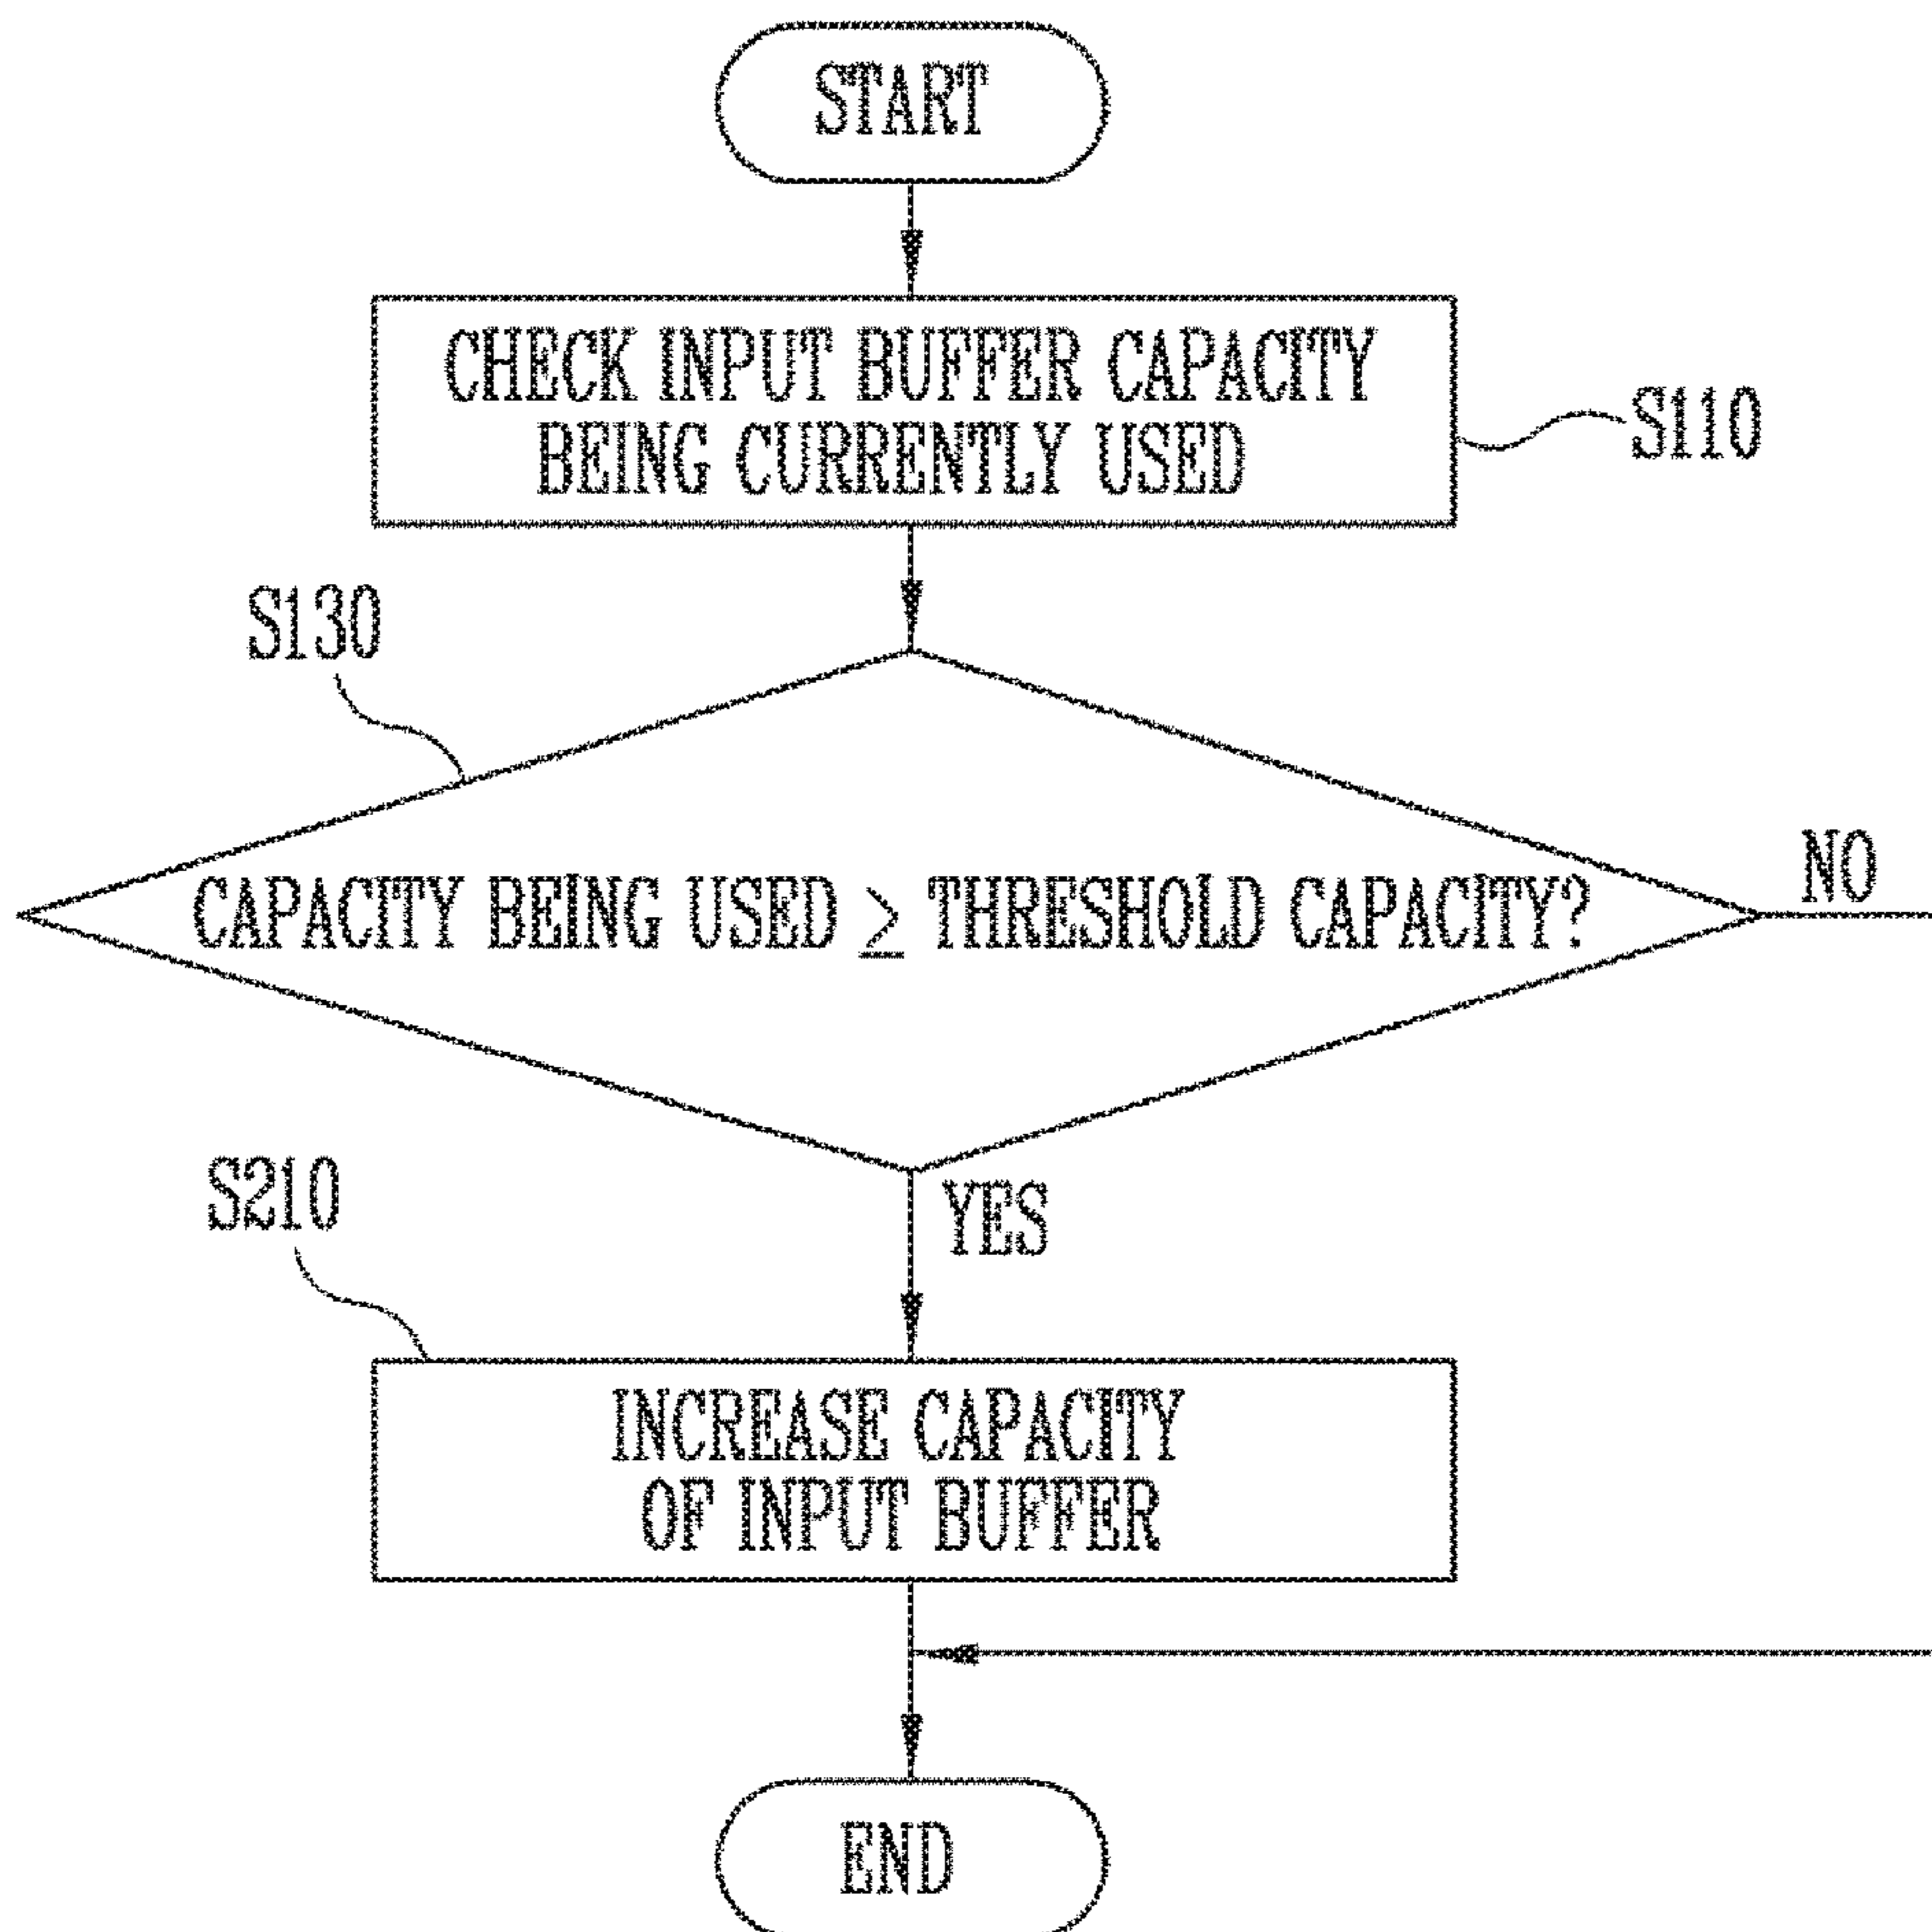 START
CHECK INPUT BUFFER CAPACITY
BEING CURRENTLY USED
S110
S130
CAPACITY BEING USED ≥ THRESHOLD CAPACITY?
NO
YES
S210
INCREASE CAPACITY
OF INPUT BUFFER
END